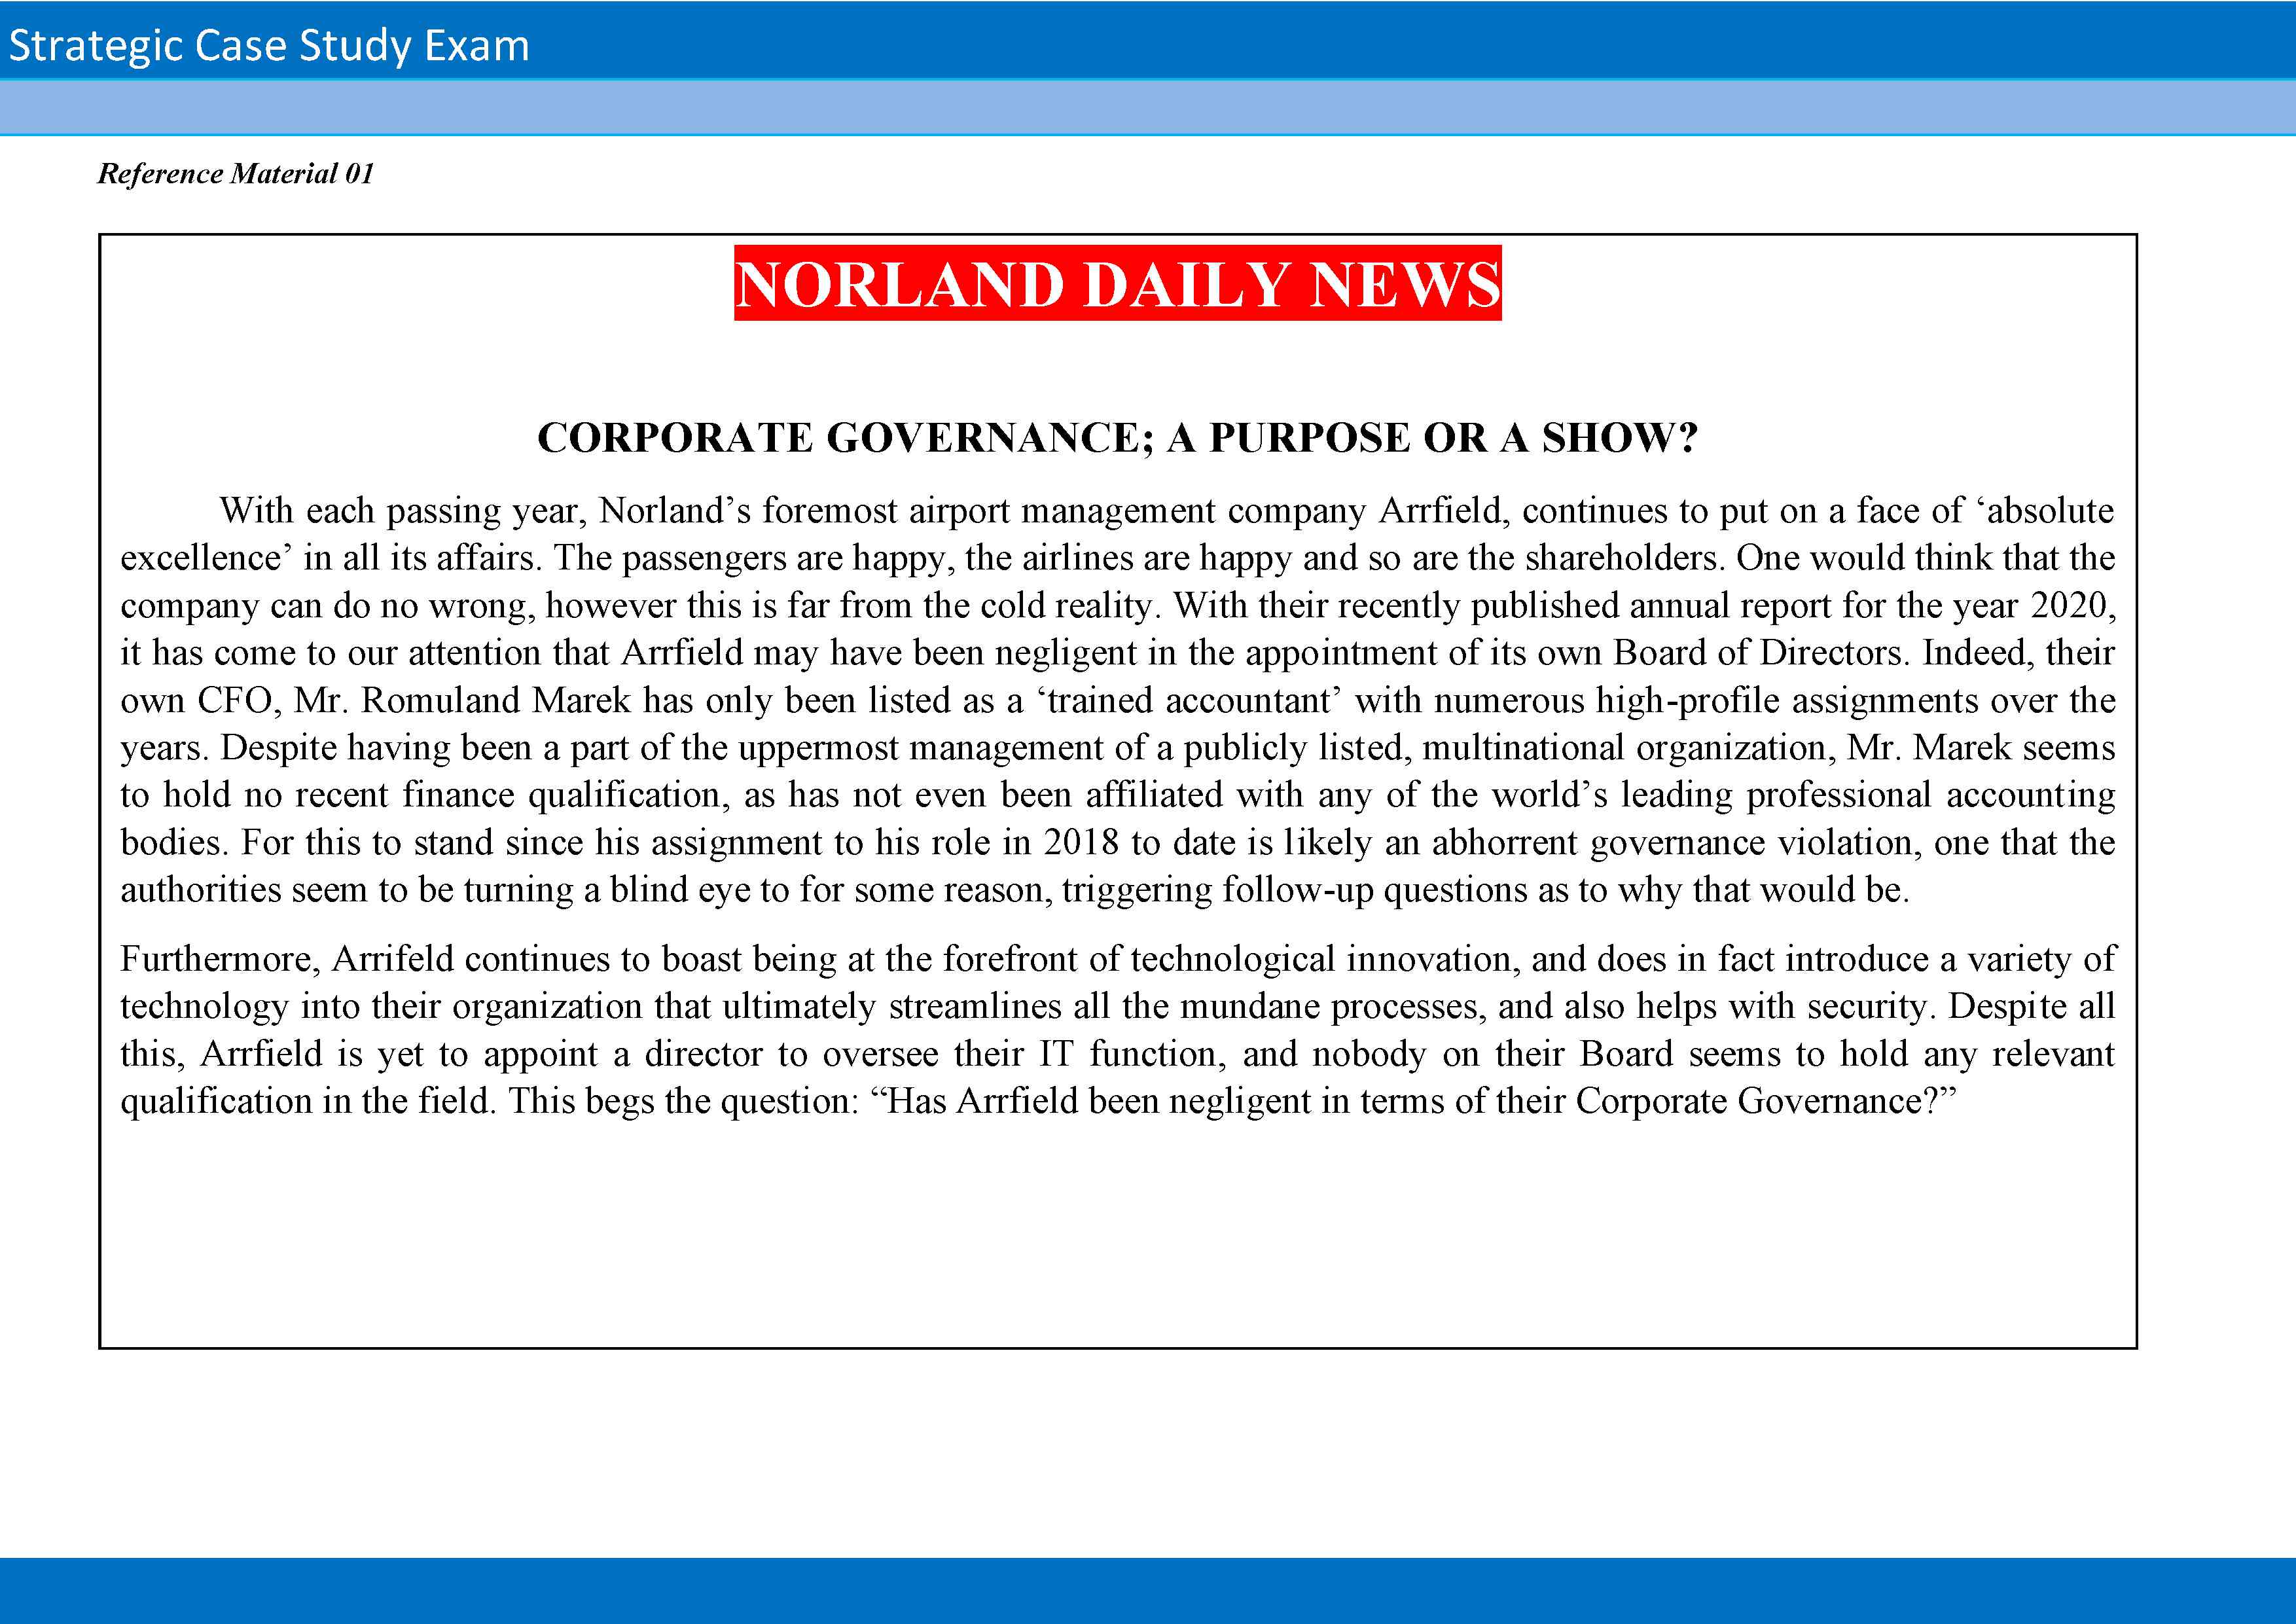 Strategic Case Study Exam
Reference Material 01
NORLAND DAILY NEWS
CORPORATE GOVERNANCE; A PURPOSE OR A SHOW?
With each passing year, Norland’s foremost airport management company Arrfield, continues to put on a face of ‘absolute
excellence’ in all its affairs. The passengers are happy, the airlines are happy and so are the shareholders. One would think that the
company can do no wrong, however this is far from the cold reality. With their recently published annual report for the year 2020,
it has come to our attention that Arrfield may have been negligent in the appointment of its own Board of Directors. Indeed, their
own CFO, Mr. Romuland Marek has only been listed as a ‘trained accountant’ with numerous high-profile assignments over the
years. Despite having been a part of the uppermost management of a publicly listed, multinational organization, Mr. Marek seems
to hold no recent finance qualification, as has not even been affiliated with any of the world’s leading professional accounting
bodies. For this to stand since his assignment to his role in 2018 to date is likely an abhorrent governance violation, one that the
authorities seem to be turning a blind eye to for some reason, triggering follow-up questions as to why that would be.
Furthermore, Arrifeld continues to boast being at the forefront of technological innovation, and does in fact introduce a variety of
technology into their organization that ultimately streamlines all the mundane processes, and also helps with security. Despite all
this, Arrfield is yet to appoint a director to oversee their IT function, and nobody on their Board seems to hold any relevant
qualification in the field. This begs the question: “Has Arrfield been negligent in terms of their Corporate Governance?”